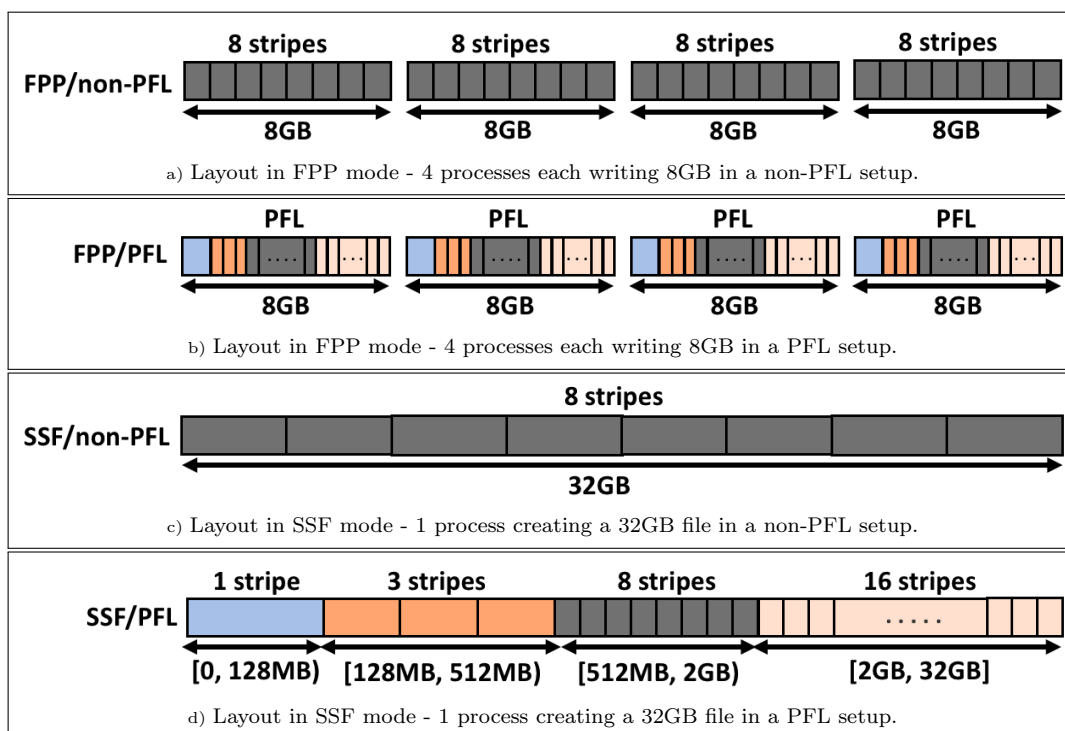 8 stripes 8 stripes 8 stripes 8 stripes
FPP/non-PFL
8GB 8GB 8GB 8GB
a) Layout in FPP mode - 4 processes each writing 8GB in a non-PFL setup.
PFL PFL PFL PFL
FPP/PFL .... ... .... ... .... ... .... ...
8GB 8GB 8GB 8GB
b) Layout in FPP mode - 4 processes each writing 8GB in a PFL setup.
8 stripes
SSF/non-PFL
32GB
c) Layout in SSF mode - 1 process creating a 32GB file in a non-PFL setup.
1 stripe 3 stripes 8 stripes 16 stripes
SSF/PFL .....
[0, 128MB) [128MB, 512MB) [512MB, 2GB) [2GB, 32GB]
d) Layout in SSF mode - 1 process creating a 32GB file in a PFL setup.